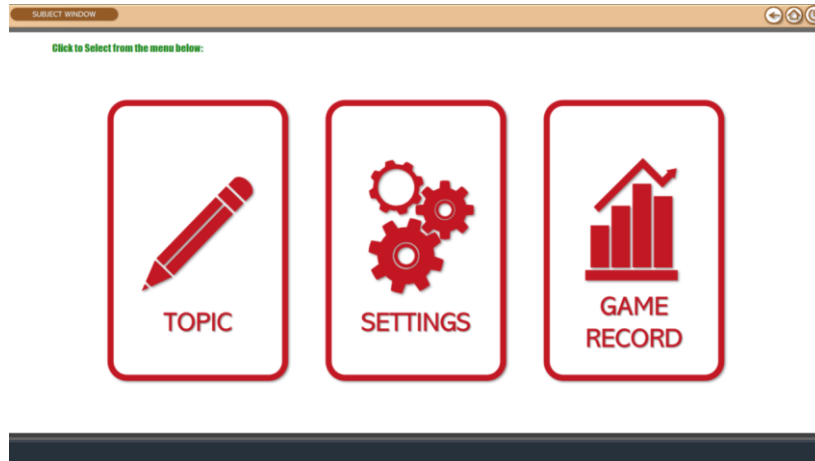 SUBJECT WINDOW
Click to Select from the menu below:
TOPIC
SETTINGS
GAME
RECORD